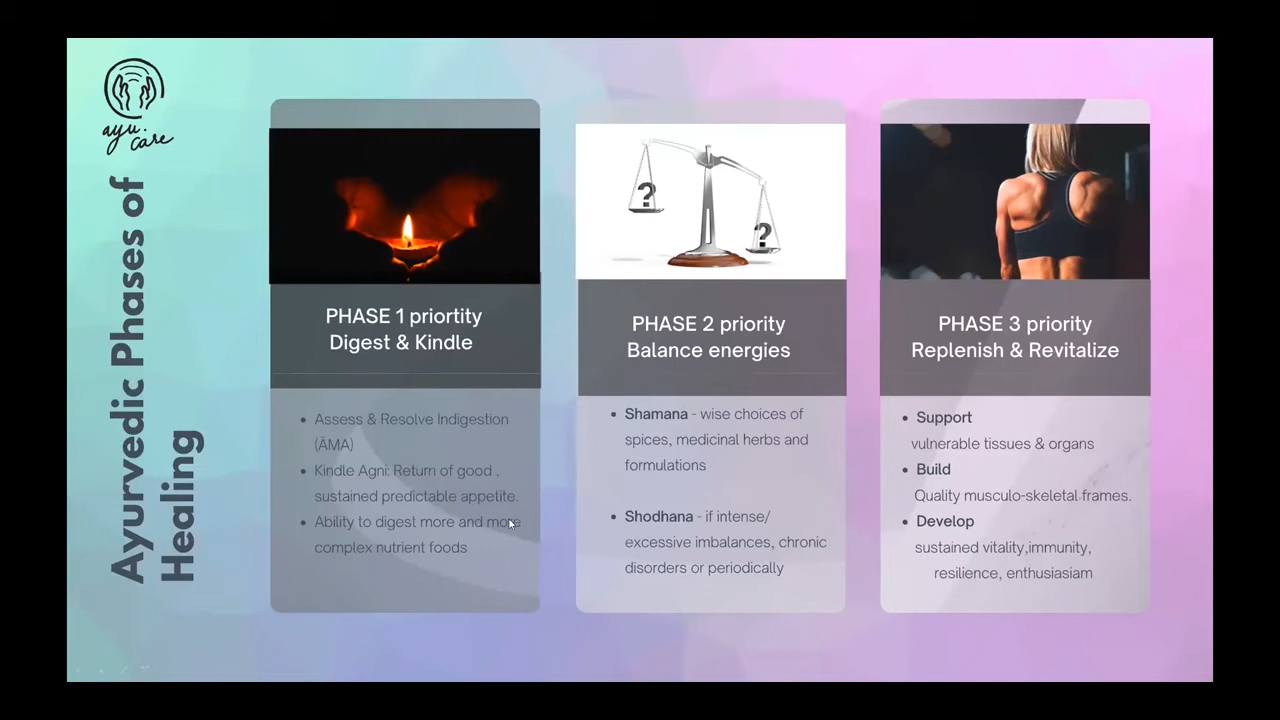 ayu.
care
Ayurvedic Phases of
Healing
PHASE 1 priortity
Digest & Kindle
Assess & Resolve Indigestion
(ĀMA)
Kindle Agni: Return of good ,
sustained predictable appetite.
Ability to digest more and more
complex nutrient foods
? ?
PHASE 2 priority
Balance energies
Shamana - wise choices of
spices, medicinal herbs and
formulations
Shodhana - if intense/
excessive imbalances, chronic
disorders or periodically
PHASE 3 priority
Replenish & Revitalize
Support
vulnerable tissues & organs
Build
Quality musculo-skeletal frames.
Develop
sustained vitality,immunity,
resilience, enthusiasiam